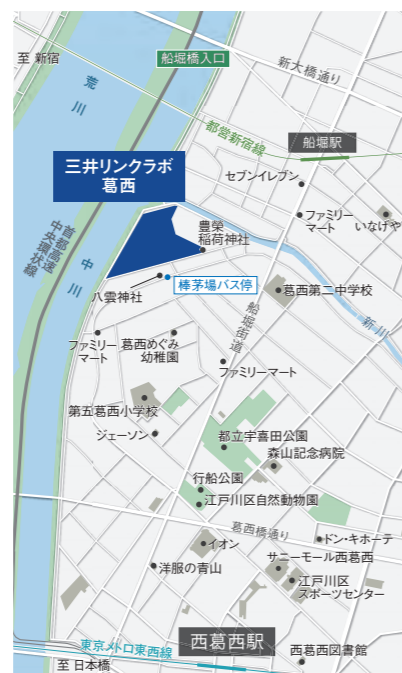 至 新宿
船堀橋入口
新大橋通り
荒川
都営新宿線
船堀駅
三井リンクラボ
葛西
セブンイレブン
ファミリー
マート
いなげや
豊榮
稲荷神社
首都高速
中央環状線
中川
八雲神社
棒茅場バス停
葛西第二中学校
新川
船堀街道
ファミリー
マート
葛西めぐみ
幼稚園
ファミリーマート
第五葛西小学校
ジェーソン
都立宇喜田公園
森山記念病院
行船公園
江戸川区自然動物園
葛西橋通り
ドン・キホーテ
イオン
サニーモール西葛西
洋服の青山
江戸川区
スポーツセンター
東京メトロ東西線
西葛西駅
西葛西図書館
至 日本橋